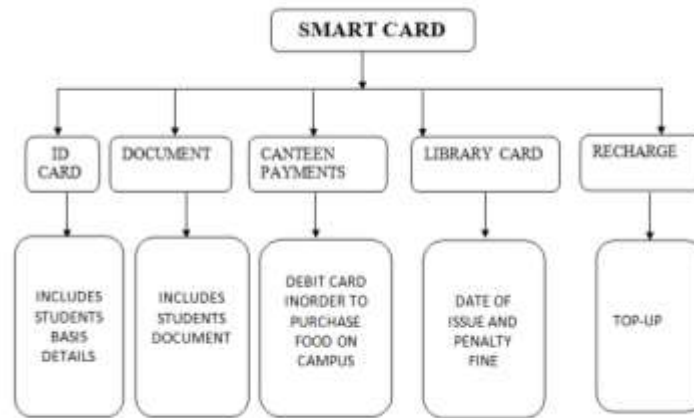 SMART CARD
ID
CARD
DOCUMENT
CANTEEN
PAYMENTS
LIBRARY CARD
RECHARGE
INCLUDES
STUDENTS
BASIS
DETAILS
INCLUDES
STUDENTS
DOCUMENT
DEBIT CARD
INORDER TO
PURCHASE
FOOD ON
CAMPUS
DATE OF
ISSUE AND
PENALTY
FINE
TOP-UP